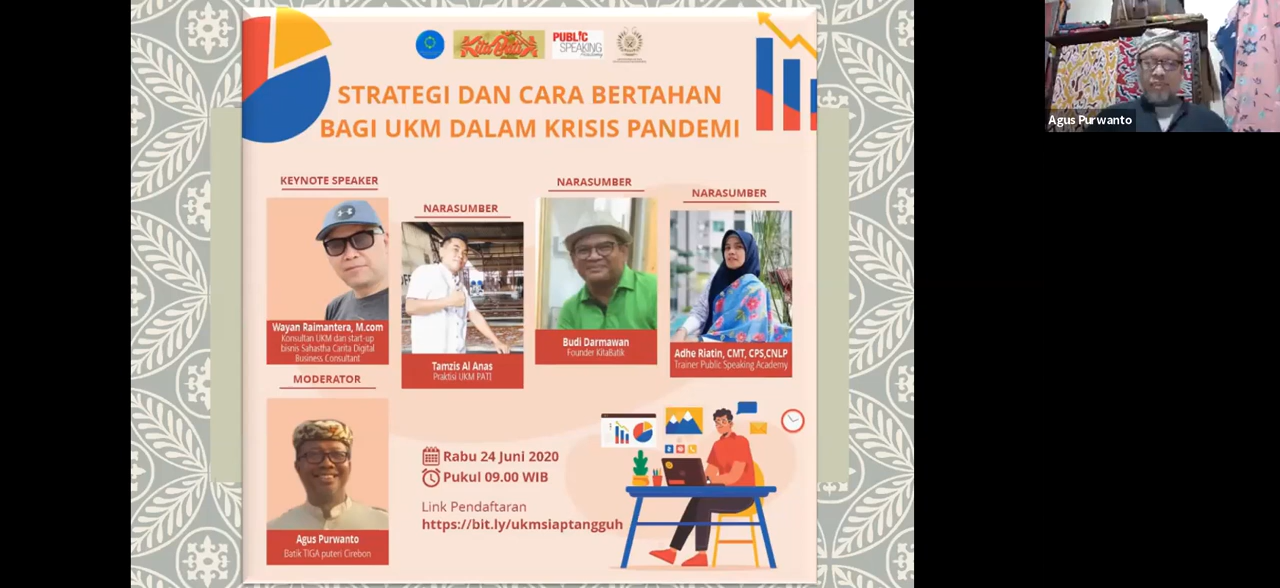 KitaBatik
PUBLIC
SPEAKING
Academy
STRATEGI DAN CARA BERTAHAN
BAGI UKM DALAM KRISIS PANDEMI
KEYNOTE SPEAKER
Wayan Raimantera, M.com
Konsultan UKM dan start-up
bisnis Sahastha Carita Digital
Business Consultant
NARASUMBER
Tamzis Al Anas
Praktisi UKM PATI
NARASUMBER
Budi Darmawan
Founder KitaBatik
NARASUMBER
Adhe Riatin, CMT, CPS,CNLP
Trainer Public Speaking Academy
MODERATOR
Agus Purwanto
Batik TIGA puteri Cirebon
Rabu 24 Juni 2020
Pukul 09.00 WIB
Link Pendaftaran
https://bit.ly/ukmsiaptangguh
Agus Purwanto